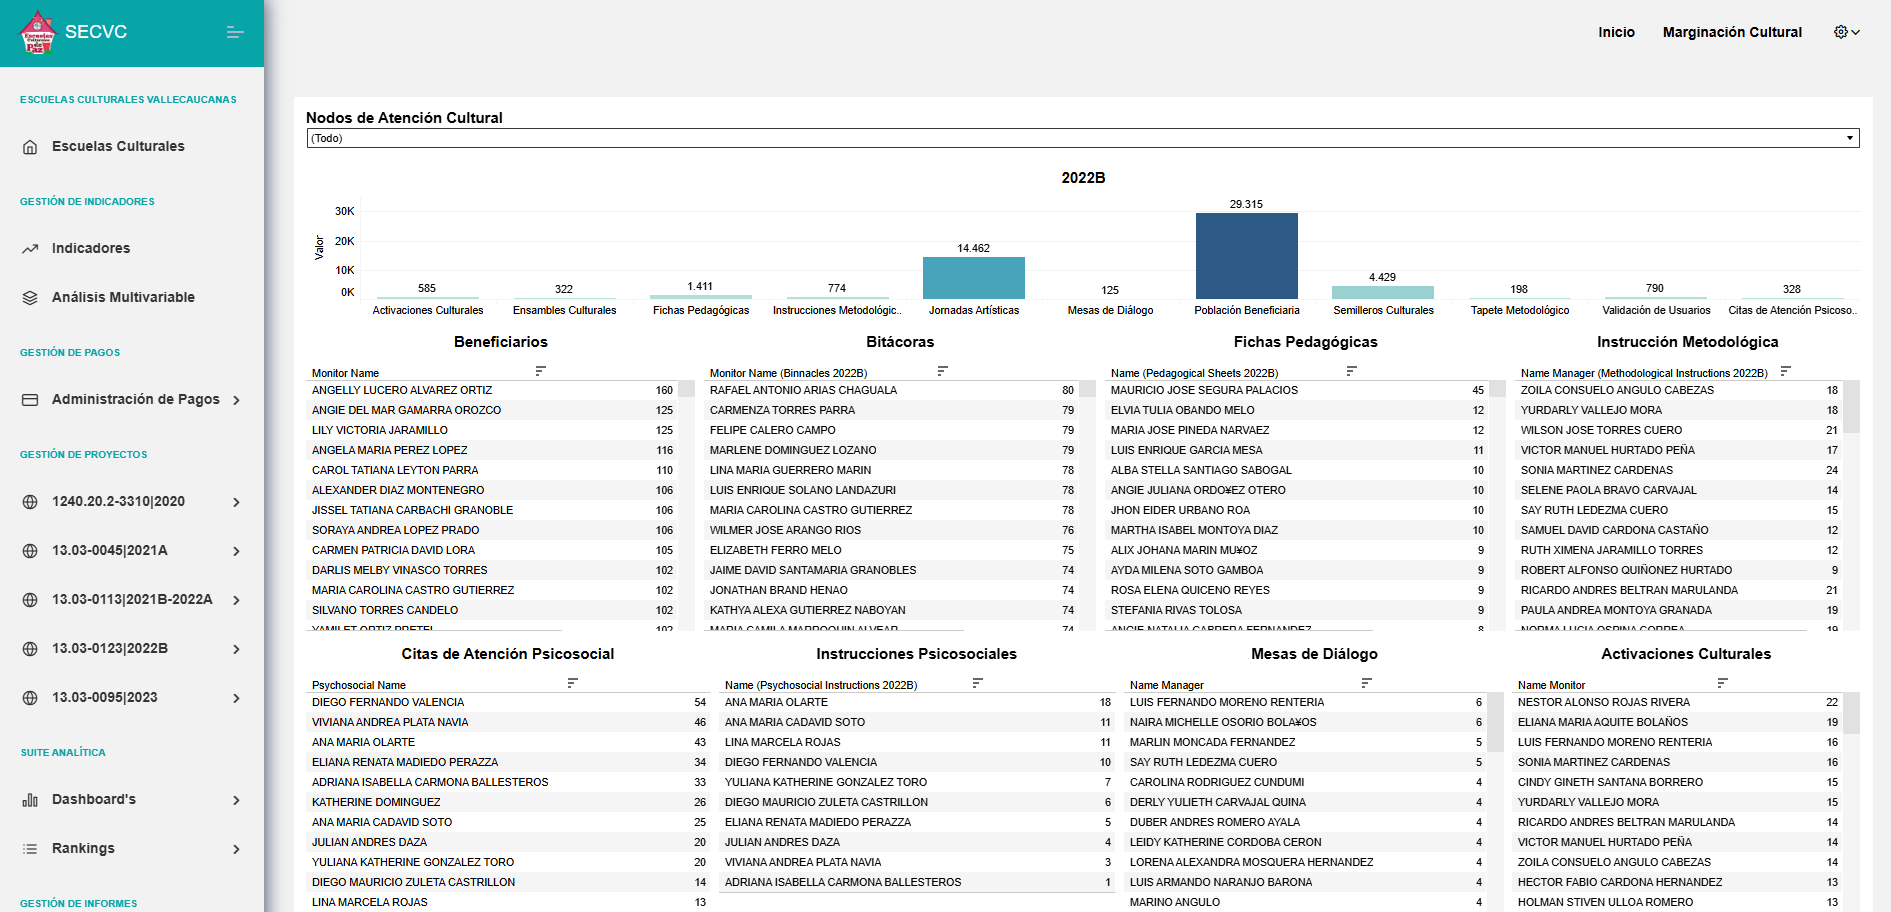 Escuelas
Culturales
de
Paz
SECVC
Inicio
Marginación Cultural
ESCUELAS CULTURALES VALLECAUCANAS
Escuelas Culturales
GESTIÓN DE INDICADORES
Indicadores
Análisis Multivariable
GESTIÓN DE PAGOS
Administración de Pagos
GESTIÓN DE PROYECTOS
1240.20.2-3310|2020
13.03-0045|2021A
13.03-0113|2021B-2022A
13.03-0123|2022B
13.03-0095|2023
SUITE ANALÍTICA
Dashboard's
Rankings
GESTIÓN DE INFORMES
Nodos de Atención Cultural
(Todo)
2022B
Valor
30K
20K
10K
0K
585
322
1.411
774
14.462
125
29.315
4.429
198
790
328
Activaciones Culturales
Ensambles Culturales
Fichas Pedagógicas
Instrucciones Metodológic..
Jornadas Artísticas
Mesas de Diálogo
Población Beneficiaria
Semilleros Culturales
Tapete Metodológico
Validación de Usuarios
Citas de Atención Psicoso..
Beneficiarios
Monitor Name
ANGELLY LUCERO ALVAREZ ORTIZ 160
ANGIE DEL MAR GAMARRA OROZCO 125
LILY VICTORIA JARAMILLO 125
ANGELA MARIA PEREZ LOPEZ 116
CAROL TATIANA LEYTON PARRA 110
ALEXANDER DIAZ MONTENEGRO 106
JISSEL TATIANA CARBACHI GRANOBLE 106
SORAYA ANDREA LOPEZ PRADO 106
CARMEN PATRICIA DAVID LORA 105
DARLIS MELBY VINASCO TORRES 102
MARIA CAROLINA CASTRO GUTIERREZ 102
SILVANO TORRES CANDELO 102
YAMILET ORTIZ PRETEL 102
Bitácoras
Monitor Name (Binnacles 2022B)
RAFAEL ANTONIO ARIAS CHAGUALA 80
CARMENZA TORRES PARRA 79
FELIPE CALERO CAMPO 79
MARLENE DOMINGUEZ LOZANO 79
LINA MARIA GUERRERO MARIN 78
LUIS ENRIQUE SOLANO LANDAZURI 78
MARIA CAROLINA CASTRO GUTIERREZ 78
WILMER JOSE ARANGO RIOS 76
ELIZABETH FERRO MELO 75
JAIME DAVID SANTAMARIA GRANOBLES 74
JONATHAN BRAND HENAO 74
KATHYA ALEXA GUTIERREZ NABOYAN 74
MARIA CAMILA MARROQUIN ALVEAR 74
Fichas Pedagógicas
Name (Pedagogical Sheets 2022B)
MAURICIO JOSE SEGURA PALACIOS 45
ELVIA TULIA OBANDO MELO 12
MARIA JOSE PINEDA NARVAEZ 12
LUIS ENRIQUE GARCIA MESA 11
ALBA STELLA SANTIAGO SABOGAL 10
ANGIE JULIANA ORDO¥EZ OTERO 10
JHON EIDER URBANO ROA 10
MARTHA ISABEL MONTOYA DIAZ 10
ALIX JOHANA MARIN MU¥OZ 9
AYDA MILENA SOTO GAMBOA 9
ROSA ELENA QUICENO REYES 9
STEFANIA RIVAS TOLOSA 9
ANGIE NATALIA CABRERA FERNANDEZ 8
Instrucción Metodológica
Name Manager (Methodological Instructions 2022B)
ZOILA CONSUELO ANGULO CABEZAS 18
YURDARLY VALLEJO MORA 18
WILSON JOSE TORRES CUERO 21
VICTOR MANUEL HURTADO PEÑA 17
SONIA MARTINEZ CARDENAS 24
SELENE PAOLA BRAVO CARVAJAL 14
SAY RUTH LEDEZMA CUERO 15
SAMUEL DAVID CARDONA CASTAÑO 12
RUTH XIMENA JARAMILLO TORRES 12
ROBERT ALFONSO QUIÑONEZ HURTADO 9
RICARDO ANDRES BELTRAN MARULANDA 21
PAULA ANDREA MONTOYA GRANADA 19
NORMA LUCIA OSPINA CORREA 19
Citas de Atención Psicosocial
Psychosocial Name
DIEGO FERNANDO VALENCIA 54
VIVIANA ANDREA PLATA NAVIA 46
ANA MARIA OLARTE 43
ELIANA RENATA MADIEDO PERAZZA 34
ADRIANA ISABELLA CARMONA BALLESTEROS 33
KATHERINE DOMINGUEZ 26
ANA MARIA CADAVID SOTO 25
JULIAN ANDRES DAZA 20
YULIANA KATHERINE GONZALEZ TORO 20
DIEGO MAURICIO ZULETA CASTRILLON 14
LINA MARCELA ROJAS 13
Instrucciones Psicosociales
Name (Psychosocial Instructions 2022B)
ANA MARIA OLARTE 18
ANA MARIA CADAVID SOTO 11
LINA MARCELA ROJAS 11
DIEGO FERNANDO VALENCIA 10
YULIANA KATHERINE GONZALEZ TORO 7
DIEGO MAURICIO ZULETA CASTRILLON 6
ELIANA RENATA MADIEDO PERAZZA 5
JULIAN ANDRES DAZA 4
VIVIANA ANDREA PLATA NAVIA 3
ADRIANA ISABELLA CARMONA BALLESTEROS 1
Mesas de Diálogo
Name Manager
LUIS FERNANDO MORENO RENTERIA 6
NAIRA MICHELLE OSORIO BOLA¥OS 6
MARLIN MONCADA FERNANDEZ 5
SAY RUTH LEDEZMA CUERO 5
CAROLINA RODRIGUEZ CUNDUMI 4
DERLY YULIETH CARVAJAL QUINA 4
DUBER ANDRES ROMERO AYALA 4
LEIDY KATHERINE CORDOBA CERON 4
LORENA ALEXANDRA MOSQUERA HERNANDEZ 4
LUIS ARMANDO NARANJO BARONA 4
MARINO ANGULO 4
Activaciones Culturales
Name Monitor
NESTOR ALONSO ROJAS RIVERA 22
ELIANA MARIA AQUITE BOLAÑOS 19
LUIS FERNANDO MORENO RENTERIA 16
SONIA MARTINEZ CARDENAS 16
CINDY GINETH SANTANA BORRERO 15
YURDARLY VALLEJO MORA 15
RICARDO ANDRES BELTRAN MARULANDA 14
VICTOR MANUEL HURTADO PEÑA 14
ZOILA CONSUELO ANGULO CABEZAS 14
HECTOR FABIO CARDONA HERNANDEZ 13
HOLMAN STIVEN ULLOA ROMERO 13